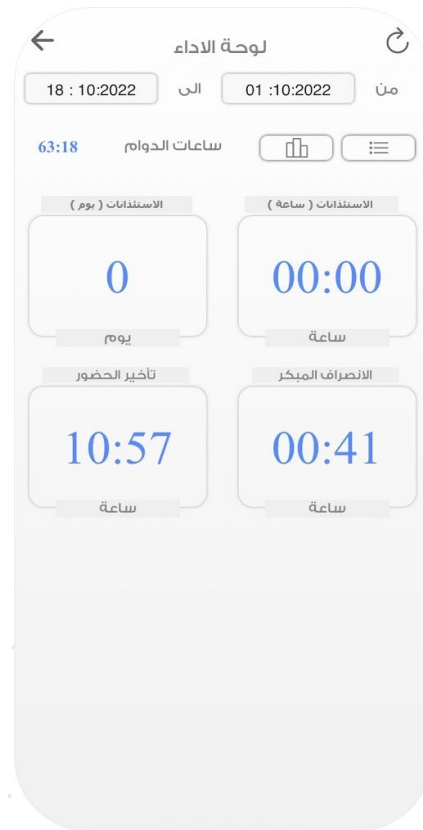 لوحة الاداء
من 01 :10:2022 الى 18 : 10:2022
ساعات الدوام 63:18
الاستئذانات ( ساعة )
00:00
ساعة
الاستئذانات ( يوم )
0
يوم
الانصراف المبكر
00:41
ساعة
تأخير الحضور
10:57
ساعة